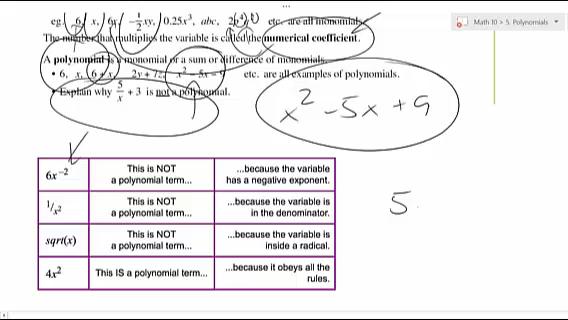 Math 10 > 5. Polynomials
eg. 6, x, -1/2xy, 0.25x³, abc, etc. are all monomials
The number that multiplies the variable is called the numerical coefficient.
A polynomial is a monomial or a sum or difference of monomials.
• 6, x, 6 + x, 2y + 7z, x² - 5x etc. are all examples of polynomials.
• Explain why 5/x + 3 is not a polynomial.
x² - 5x + 9
6x⁻² This is NOT a polynomial term... ...because the variable has a negative exponent.
1/x² This is NOT a polynomial term... ...because the variable is in the denominator.
sqrt(x) This is NOT a polynomial term... ...because the variable is inside a radical.
4x² This IS a polynomial term... ...because it obeys all the rules.
5